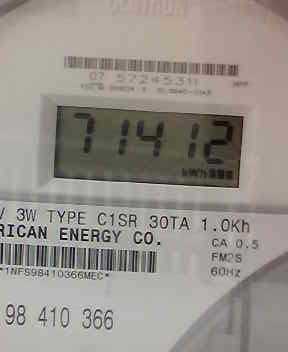 07 57245311
71412
kWh
V 3W TYPE C1SR 30TA 1.0Kh
RICAN ENERGY CO.
CA 0.5
FM2S
60Hz
*1NFS98410366MEC*
98 410 366